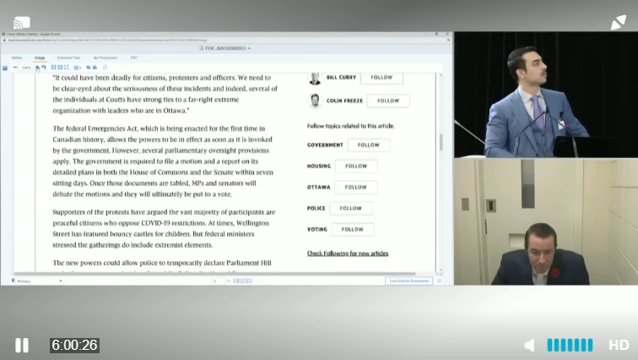 Image
"It could have been deadly for citizens, protesters and officers. We need to
be clear-eyed about the seriousness of these incidents and indeed, several of
the individuals at Coutts have strong ties to a far-right extreme
organization with leaders who are in Ottawa."
The federal Emergencies Act, which is being enacted for the first time in
Canadian history, allows the powers to be in effect as soon as it is invoked
by the government. However, several parliamentary oversight provisions
apply. The government is required to file a motion and a report on its
detailed plans in both the House of Commons and the Senate within seven
sitting days. Once those documents are tabled, MPs and senators will
debate the motions and they will ultimately be put to a vote.
Supporters of the protests have argued the vast majority of participants are
peaceful citizens who oppose COVID-19 restrictions. At times, Wellington
Street has featured bouncy castles for children. But federal ministers
stressed the gatherings do include extremist elements.
The new powers could allow police to temporarily declare Parliament Hill
BILL CURRY FOLLOW
COLIN FREEZE FOLLOW
Follow topics related to this article.
GOVERNMENT FOLLOW
HOUSING FOLLOW
OTTAWA FOLLOW
POLICE FOLLOW
VOTING FOLLOW
Check Following for new articles
Privacy
6:00:26
HD